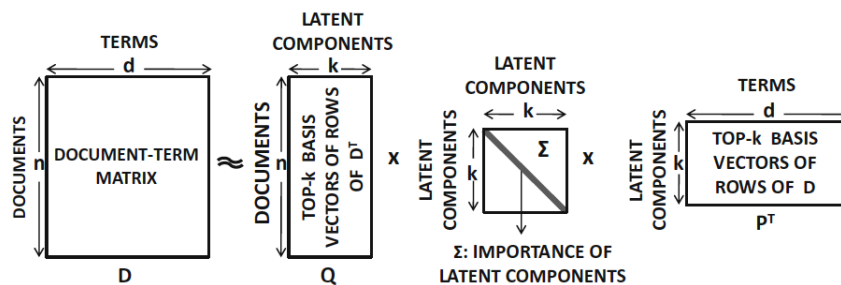 TERMS
d
DOCUMENTS
n
DOCUMENT-TERM
MATRIX
D
≈
LATENT
COMPONENTS
k
DOCUMENTS
n
TOP-k BASIS
VECTORS OF ROWS
OF Dᵀ
Q
x
LATENT
COMPONENTS
k
LATENT
COMPONENTS
k
Σ
Σ: IMPORTANCE OF
LATENT COMPONENTS
x
TERMS
d
LATENT
COMPONENTS
k
TOP-k BASIS
VECTORS OF
ROWS OF D
Pᵀ